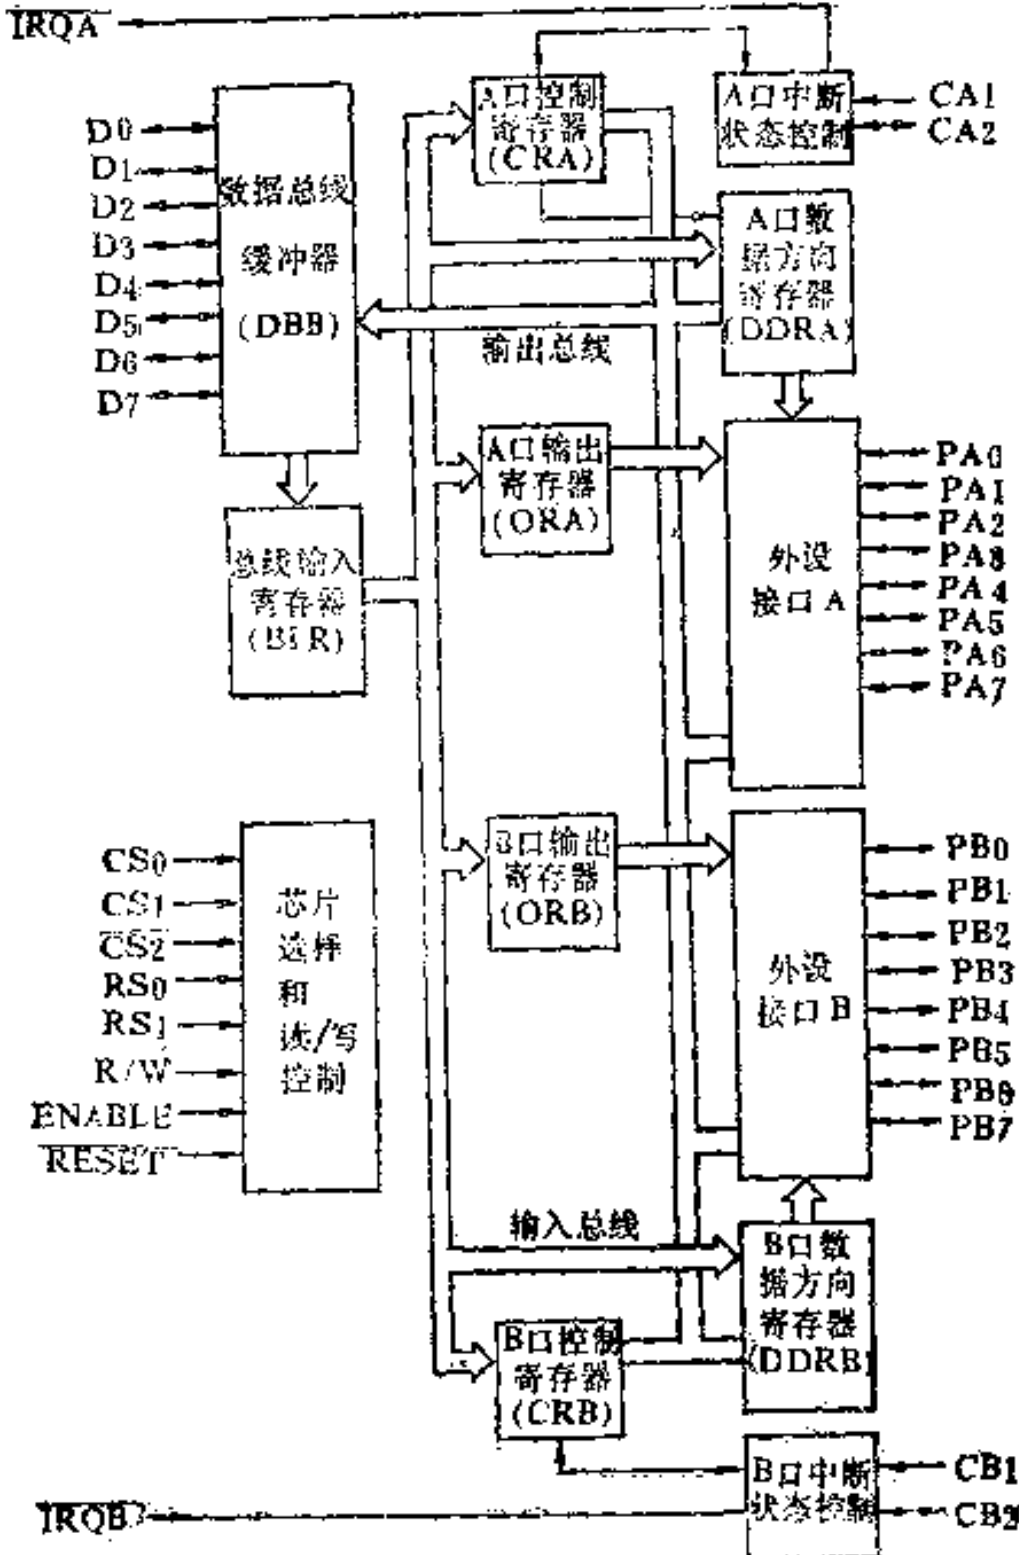 IRQA
A口控制
寄存器
(CRA)
A口中断
状态控制
CA1
CA2
D0
D1
D2
D3
D4
D5
D6
D7
数据总线
缓冲器
(DBB)
A口数
据方向
寄存器
(DDRA)
输出总线
A口输出
寄存器
(ORA)
总线输入
寄存器
(BIR)
外设
接口A
PA0
PA1
PA2
PA3
PA4
PA5
PA6
PA7
CS0
CS1
CS2
RS0
RS1
R/W
ENABLE
RESET
芯片
选择
和
读/写
控制
B口输出
寄存器
(ORB)
外设
接口B
PB0
PB1
PB2
PB3
PB4
PB5
PB6
PB7
输入总线
B口数
据方向
寄存器
(DDRB)
B口控制
寄存器
(CRB)
B口中断
状态控制
CB1
CB2
IRQB